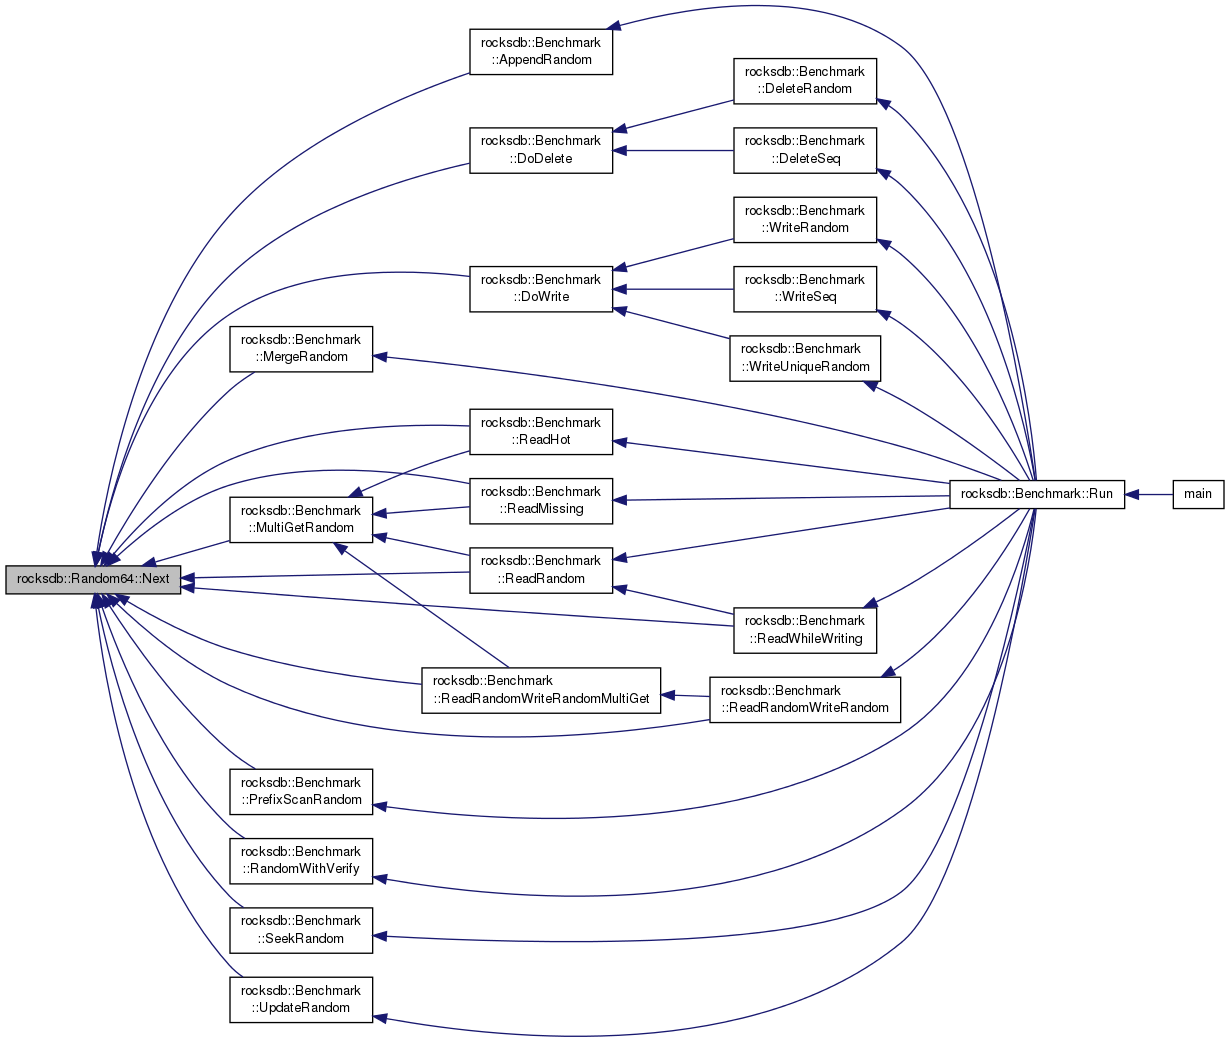 rocksdb::Benchmark
::AppendRandom
rocksdb::Benchmark
::DeleteRandom
rocksdb::Benchmark
::DoDelete
rocksdb::Benchmark
::DeleteSeq
rocksdb::Benchmark
::WriteRandom
rocksdb::Benchmark
::DoWrite
rocksdb::Benchmark
::WriteSeq
rocksdb::Benchmark
::MergeRandom
rocksdb::Benchmark
::WriteUniqueRandom
rocksdb::Benchmark
::ReadHot
rocksdb::Benchmark
::ReadMissing
rocksdb::Benchmark::Run
main
rocksdb::Benchmark
::MultiGetRandom
rocksdb::Benchmark
::ReadRandom
rocksdb::Random64::Next
rocksdb::Benchmark
::ReadWhileWriting
rocksdb::Benchmark
::ReadRandomWriteRandomMultiGet
rocksdb::Benchmark
::ReadRandomWriteRandom
rocksdb::Benchmark
::PrefixScanRandom
rocksdb::Benchmark
::RandomWithVerify
rocksdb::Benchmark
::SeekRandom
rocksdb::Benchmark
::UpdateRandom